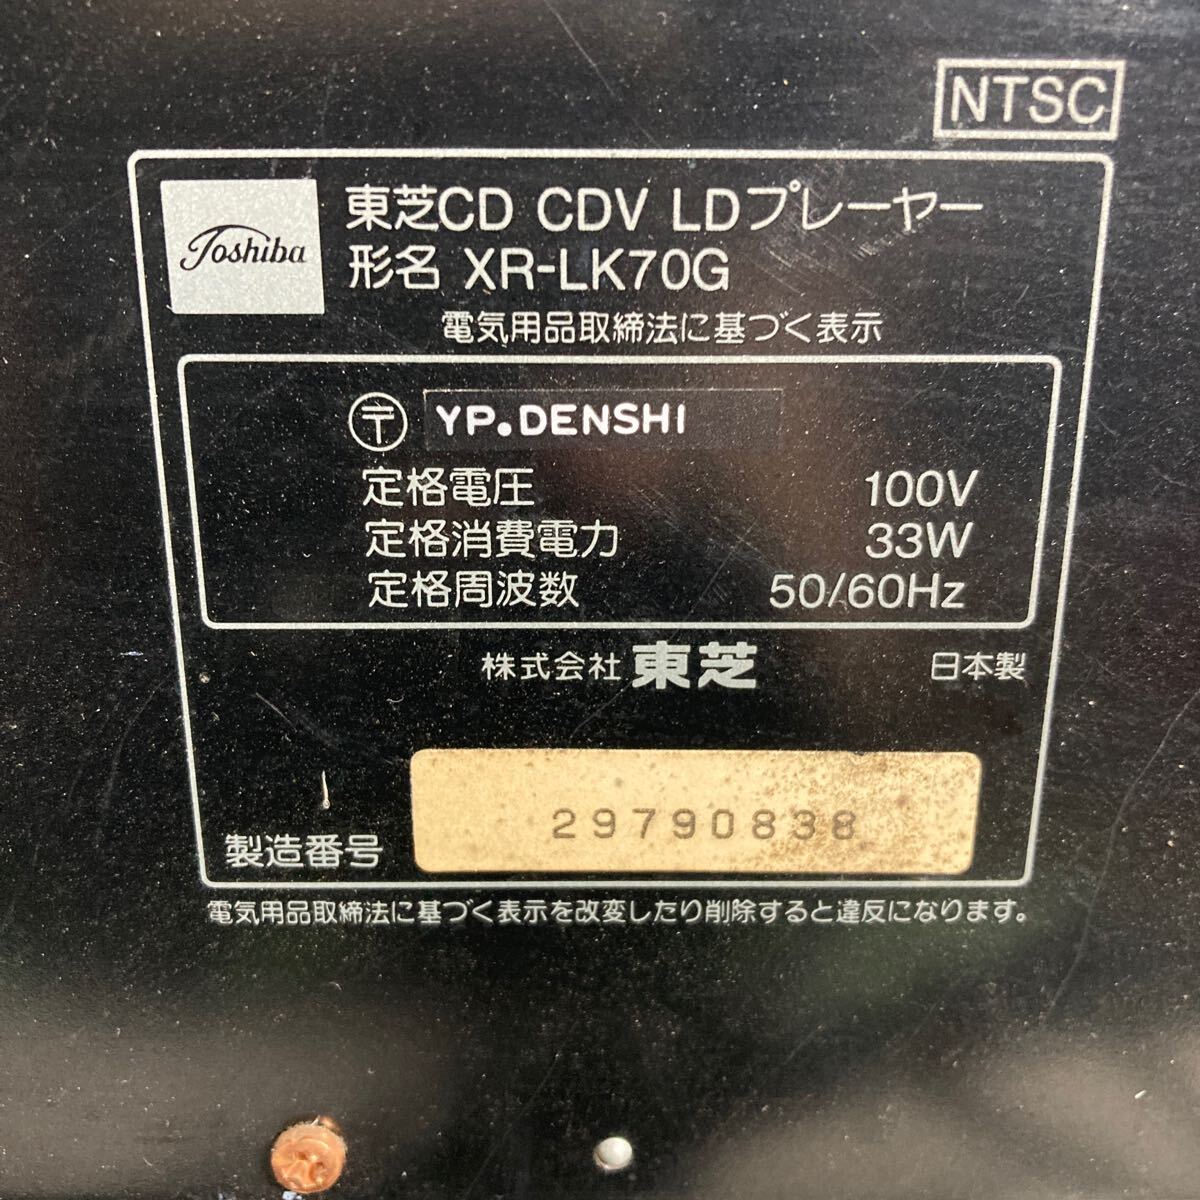 NTSC
Toshiba
東芝CD CDV LDプレーヤー
形名 XR-LK70G
電気用品取締法に基づく表示
〒 YP.DENSHI
定格電圧 100V
定格消費電力 33W
定格周波数 50/60Hz
株式会社 東芝 日本製
製造番号 29790838
電気用品取締法に基づく表示を改変したり削除すると違反になります。